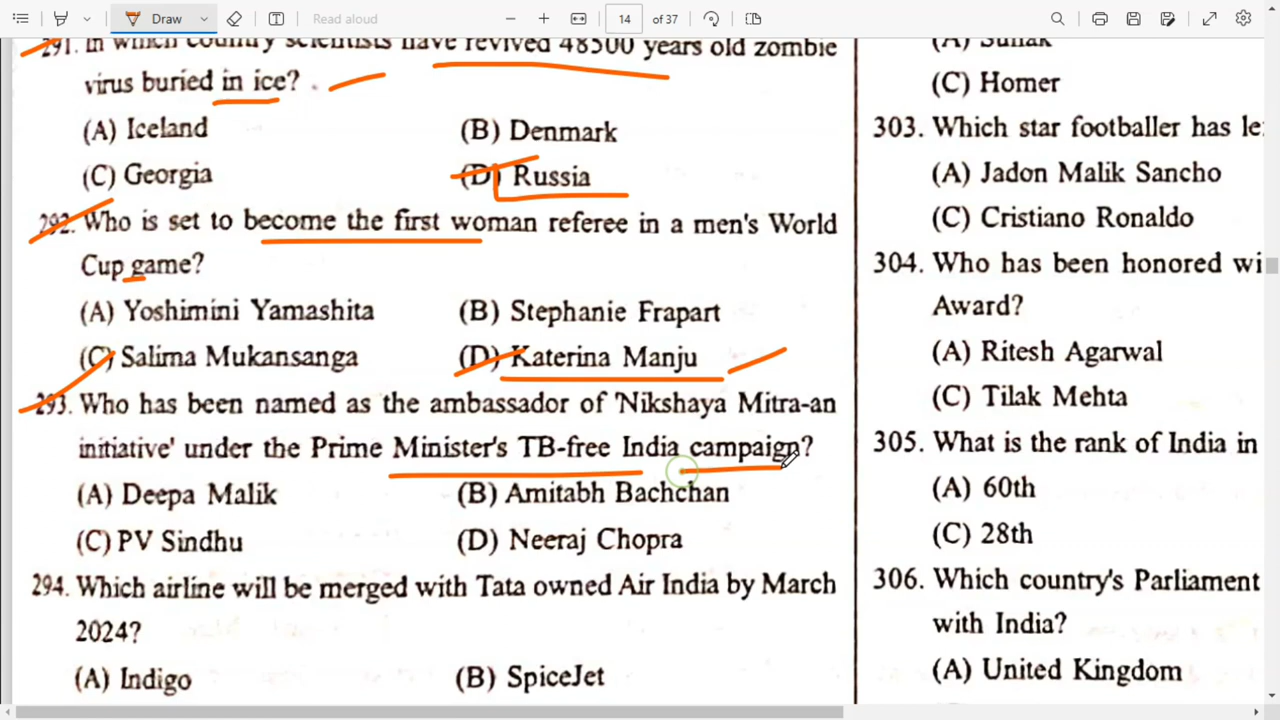 Draw
Read aloud
14
of 37
291. In which country scientists have revived 48500 years old zombie
virus buried in ice?
(A) Iceland
(B) Denmark
(C) Georgia
(D) Russia
292. Who is set to become the first woman referee in a men's World
Cup game?
(A) Yoshimini Yamashita
(B) Stephanie Frapart
(C) Salima Mukansanga
(D) Katerina Manju
293. Who has been named as the ambassador of 'Nikshaya Mitra-an
initiative' under the Prime Minister's TB-free India campaign?
(A) Deepa Malik
(B) Amitabh Bachchan
(C) PV Sindhu
(D) Neeraj Chopra
294. Which airline will be merged with Tata owned Air India by March
2024?
(A) Indigo
(B) SpiceJet
(A) Sunak
(C) Homer
303. Which star footballer has le
(A) Jadon Malik Sancho
(C) Cristiano Ronaldo
304. Who has been honored wi
Award?
(A) Ritesh Agarwal
(C) Tilak Mehta
305. What is the rank of India in
(A) 60th
(C) 28th
306. Which country's Parliament
with India?
(A) United Kingdom